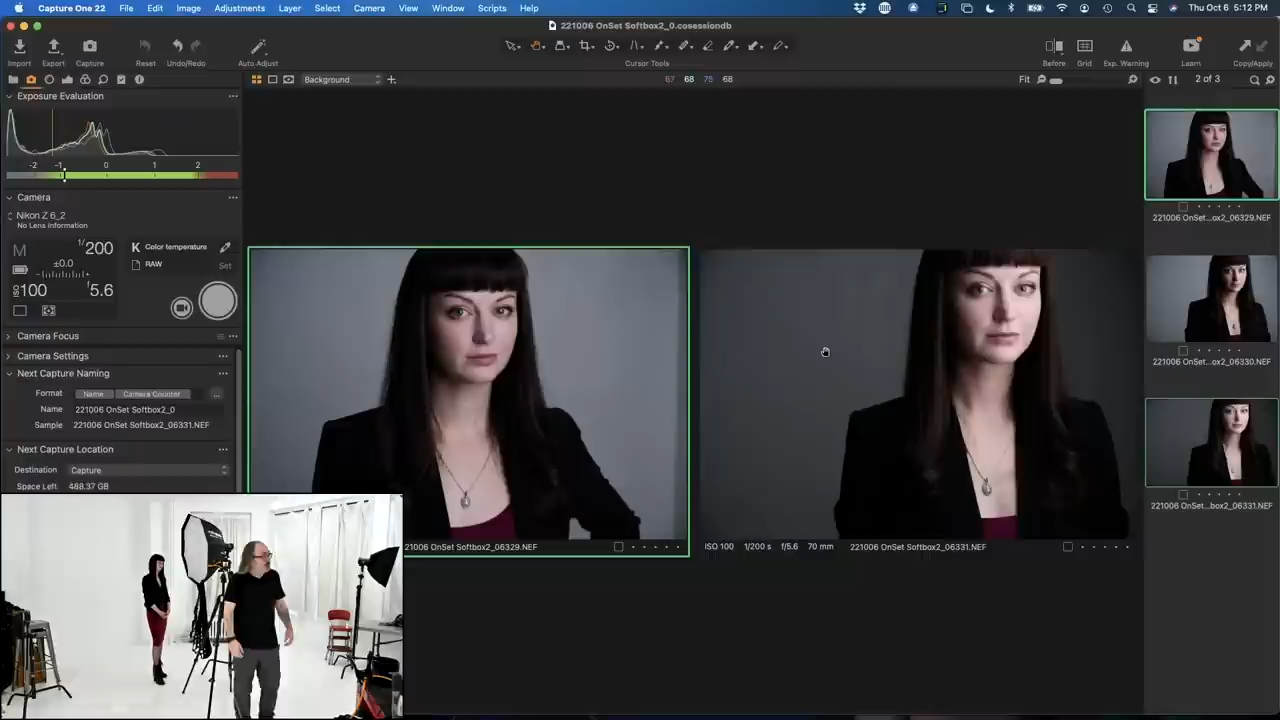 Capture One 22 File Edit Image Adjustments Layer Select Camera View Window Scripts Help Thu Oct 6 5:12 PM
221006 OnSet Softbox2_0.cosessiondb
Import Export Capture Reset Undo/Redo Auto Adjust Cursor Tools Before Grid Exp. Warning Learn Copy/Apply
Background 67 68 75 68 Fit 2 of 3
Exposure Evaluation
-2 -1 0 1 2
Camera
Nikon Z 6_2
No Lens Information
M 1/200 K Color temperature
±0.0 RAW Set
ISO 100 f5.6
Camera Focus
Camera Settings
Next Capture Naming
Format Name Camera Counter ...
Name 221006 OnSet Softbox2_0
Sample 221006 OnSet Softbox2_06331.NEF
Next Capture Location
Destination Capture
Space Left 488.37 GB
221006 OnSet Softbox2_06329.NEF
ISO 100 1/200 s f/5.6 70 mm 221006 OnSet Softbox2_06331.NEF
221006 OnSet...ox2_06329.NEF
221006 OnSet...ox2_06330.NEF
221006 OnSet...box2_06331.NEF